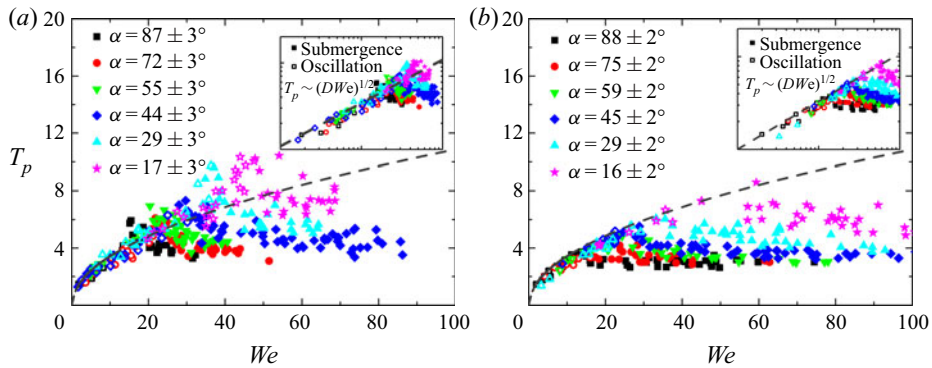 (a)
20
16
12
8
4
0
20
40
60
80
100
T_p
We
α = 87 ± 3°
α = 72 ± 3°
α = 55 ± 3°
α = 44 ± 3°
α = 29 ± 3°
α = 17 ± 3°
Submergence
Oscillation
T_p ~ (DWe)^1/2
(b)
20
16
12
8
4
0
20
40
60
80
100
We
α = 88 ± 2°
α = 75 ± 2°
α = 59 ± 2°
α = 45 ± 2°
α = 29 ± 2°
α = 16 ± 2°
Submergence
Oscillation
T_p ~ (DWe)^1/2